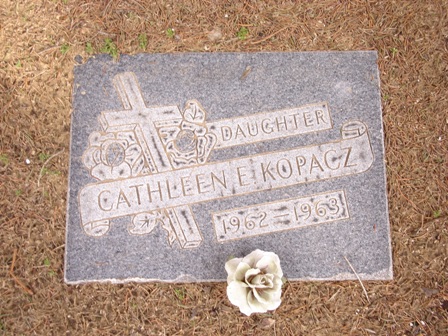 DAUGHTER
CATHLEEN E. KOPACZ
1962 = 1963